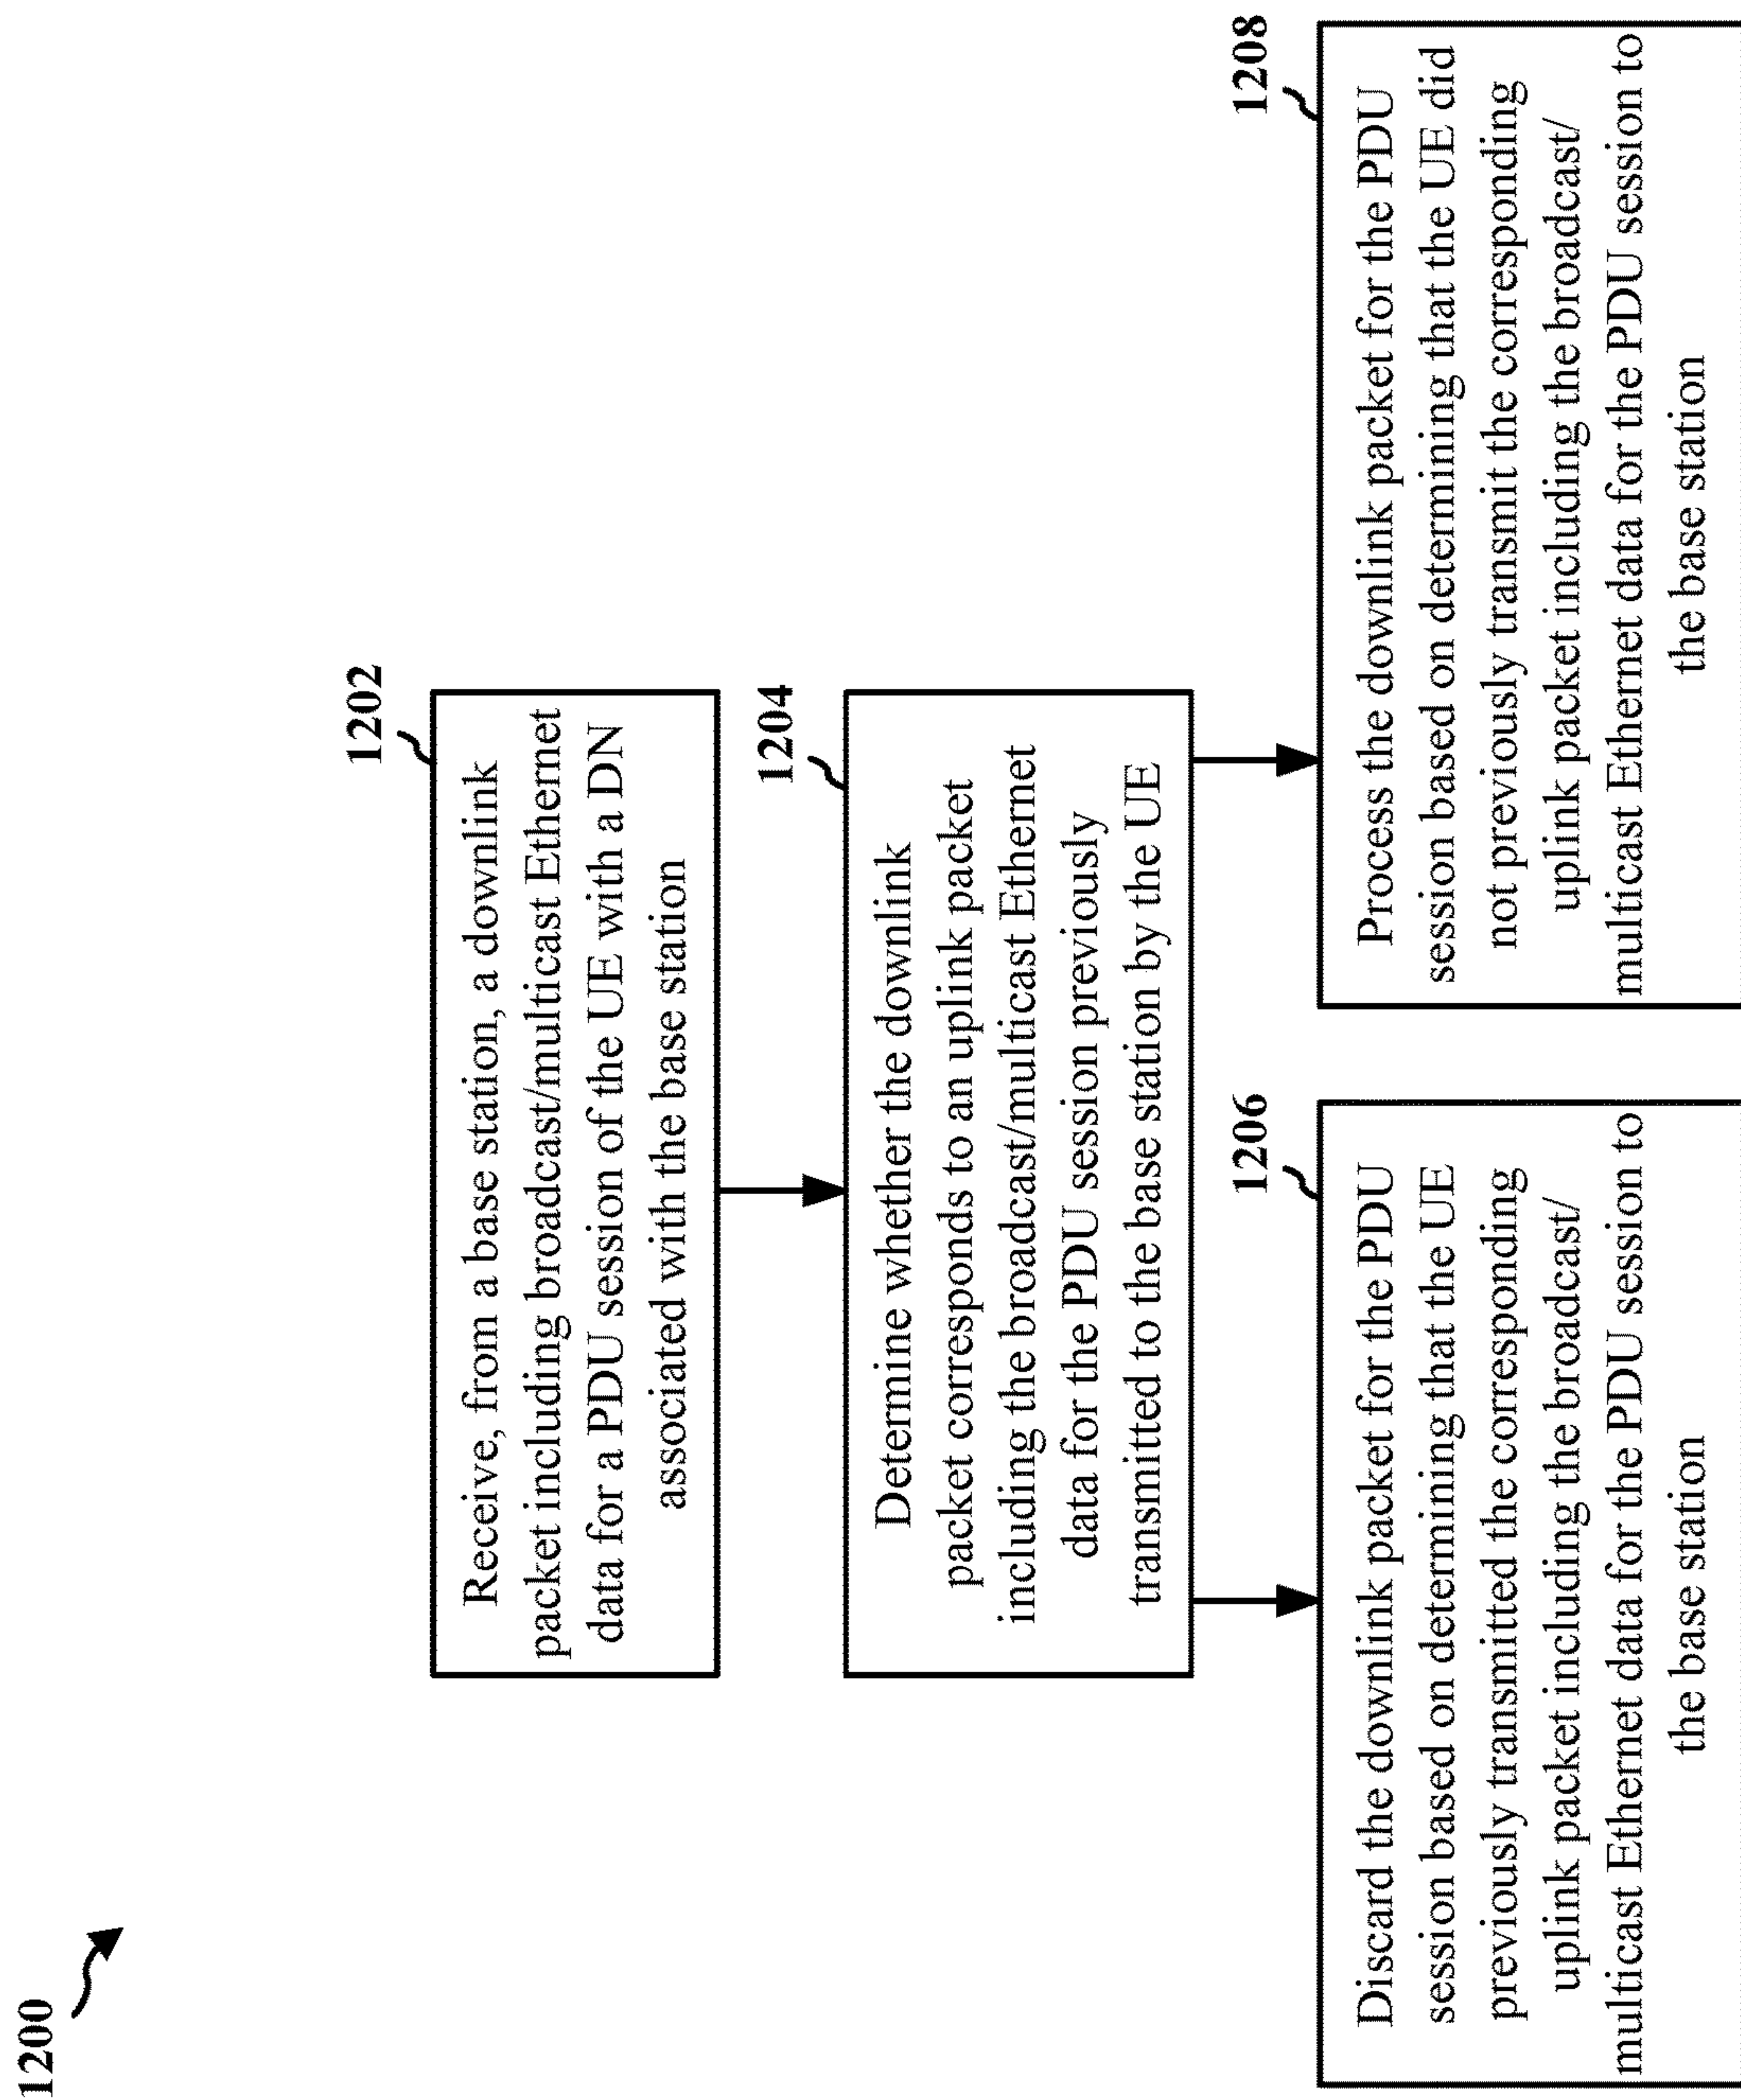 1200
1202
Receive, from a base station, a downlink
packet including broadcast/multicast Ethernet
data for a PDU session of the UE with a DN
associated with the base station
1204
Determine whether the downlink
packet corresponds to an uplink packet
including the broadcast/multicast Ethernet
data for the PDU session previously
transmitted to the base station by the UE
1206
Discard the downlink packet for the PDU
session based on determining that the UE
previously transmitted the corresponding
uplink packet including the broadcast/
multicast Ethernet data for the PDU session to
the base station
1208
Process the downlink packet for the PDU
session based on determining that the UE did
not previously transmit the corresponding
uplink packet including the broadcast/
multicast Ethernet data for the PDU session to
the base station